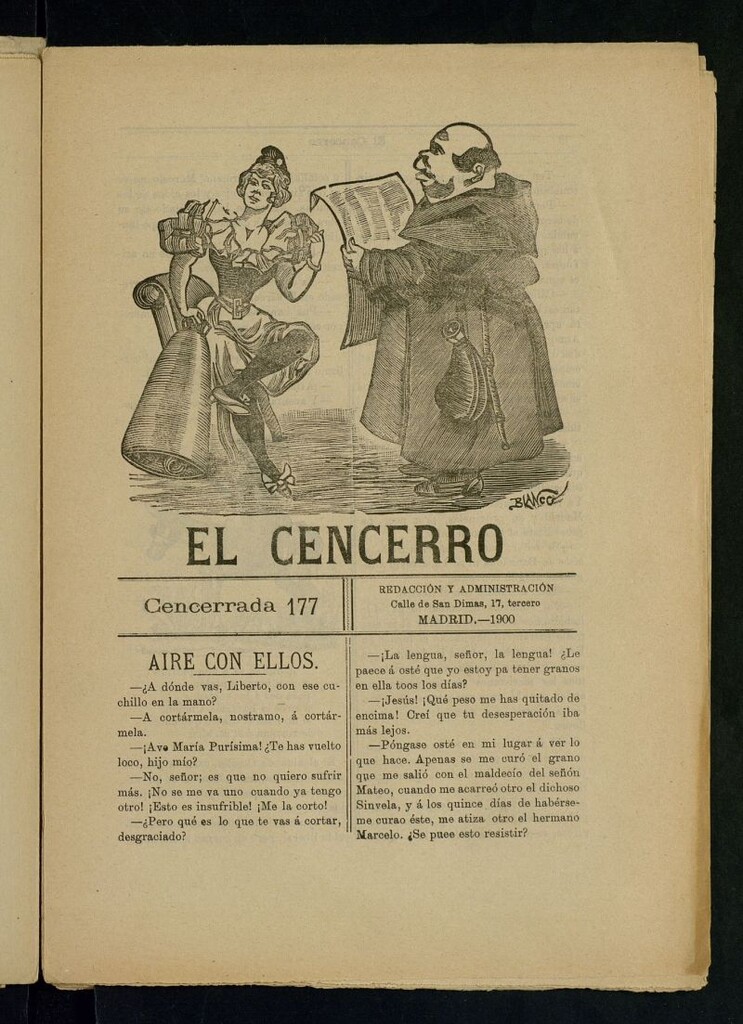 BLANCO
EL CENCERRO
Cencerrada 177
REDACCIÓN Y ADMINISTRACIÓN
Calle de San Dimas, 17, tercero
MADRID.—1900
AIRE CON ELLOS.
—¿A dónde vas, Liberto, con ese cu-
chillo en la mano?
—A cortármela, nostramo, á cortár-
mela.
—¡Ave María Purísima! ¿Te has vuelto
loco, hijo mío?
—No, señor; es que no quiero sufrir
más. ¡No se me va uno cuando ya tengo
otro! ¡Esto es insufrible! ¡Me la corto!
—¿Pero qué es lo que te vas á cortar,
desgraciado?
—¡La lengua, señor, la lengua! ¿Le
paece á osté que yo estoy pa tener granos
en ella toos los días?
—¡Jesús! ¡Qué peso me has quitado de
encima! Creí que tu desesperación iba
más lejos.
—Póngase osté en mi lugar á ver lo
que hace. Apenas se me curó el grano
que me salió con el maldecío del señón
Mateo, cuando me acarreó otro el dichoso
Sinvela, y á los quince días de habérse-
me curao éste, me atiza otro el hermano
Marcelo. ¿Se puee esto resistir?